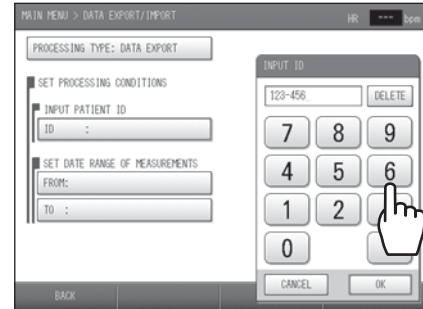 MAIN MENU > DATA EXPORT/IMPORT
HR --- bpm
PROCESSING TYPE: DATA EXPORT
SET PROCESSING CONDITIONS
INPUT PATIENT ID
ID :
SET DATE RANGE OF MEASUREMENTS
FROM:
TO :
BACK
INPUT ID
123-456_
DELETE
7 8 9
4 5 6
1 2
0
CANCEL OK